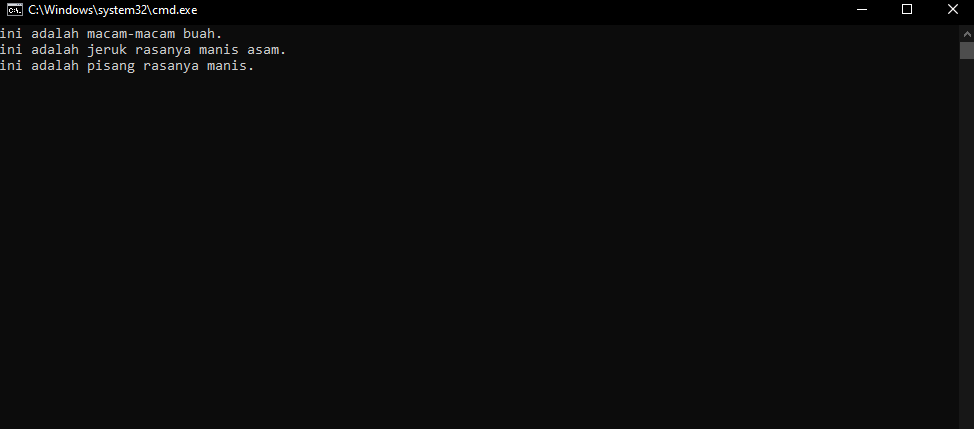 C:\Windows\system32\cmd.exe
ini adalah macam-macam buah.
ini adalah jeruk rasanya manis asam.
ini adalah pisang rasanya manis.